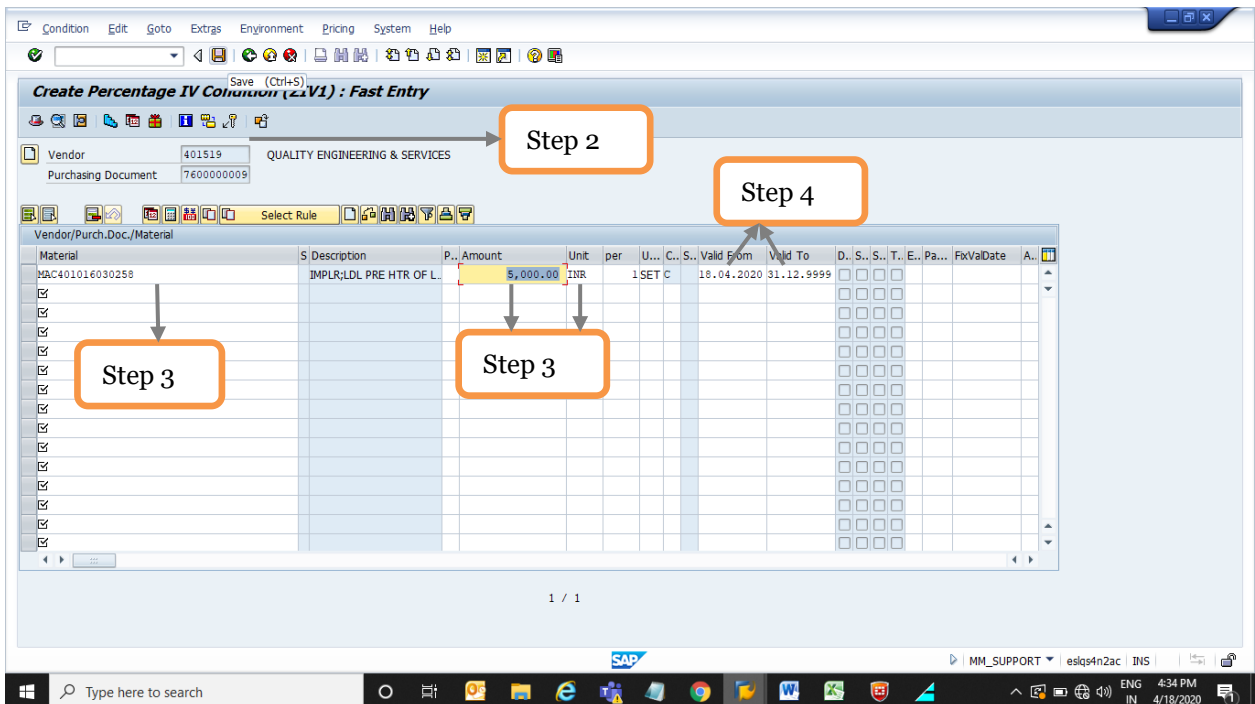 Condition Edit Goto Extras Environment Pricing System Help
Save (Ctrl+S)
Create Percentage IV Condition (ZIV1) : Fast Entry
Step 2
Vendor 401519 QUALITY ENGINEERING & SERVICES
Purchasing Document 7600000009
Step 4
Select Rule
Vendor/Purch.Doc./Material
Material S Description P.. Amount Unit per U... C.. S.. Valid From Valid To D.. S.. S.. T.. E.. Pa... FixValDate A..
MAC401016030258 IMPLR;LDL PRE HTR OF L.. 5,000.00 INR 1 SET C 18.04.2020 31.12.9999
Step 3
Step 3
1 / 1
SAP
MM_SUPPORT eslqs4n2ac INS
Type here to search
ENG 4:34 PM
IN 4/18/2020